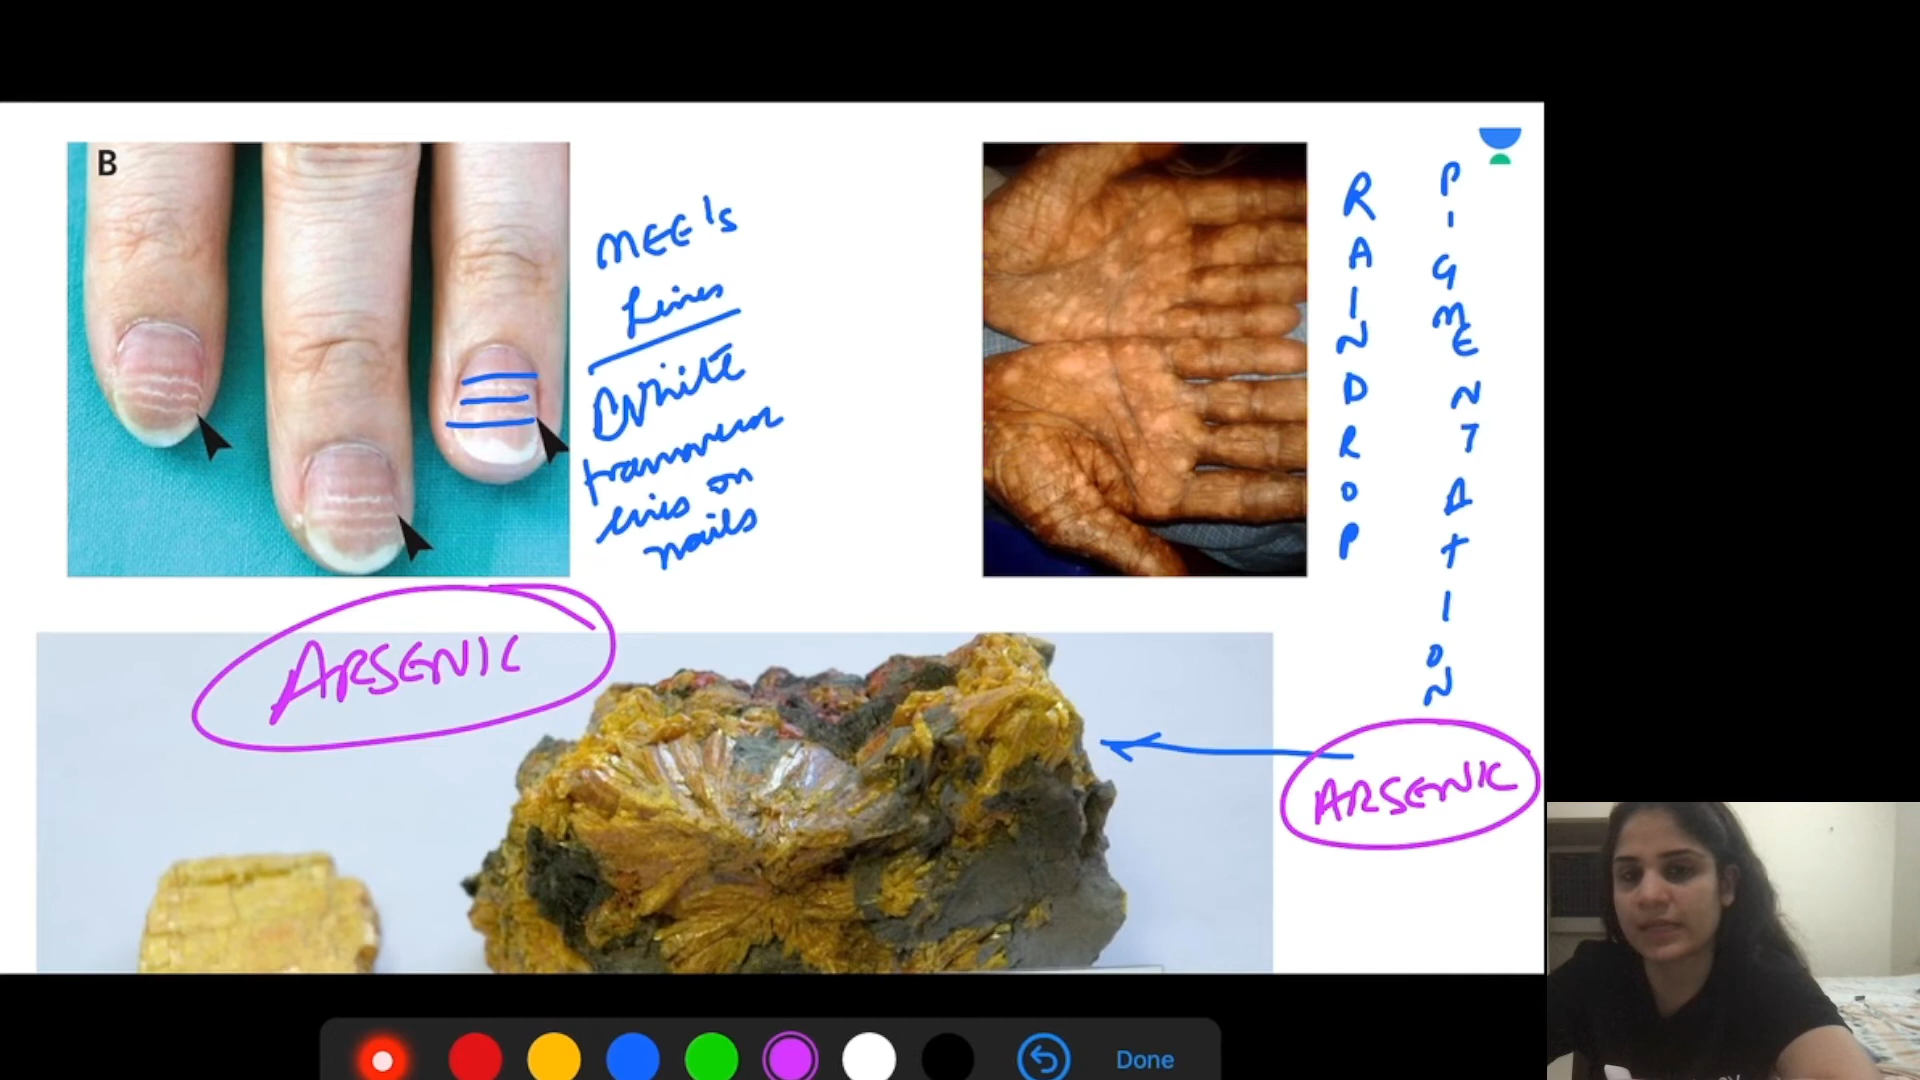 B
MEE's
Lines
White
transverse
lines on
nails
RAINDROP
PIGMENTATION
ARSENIC
ARSENIC
Done